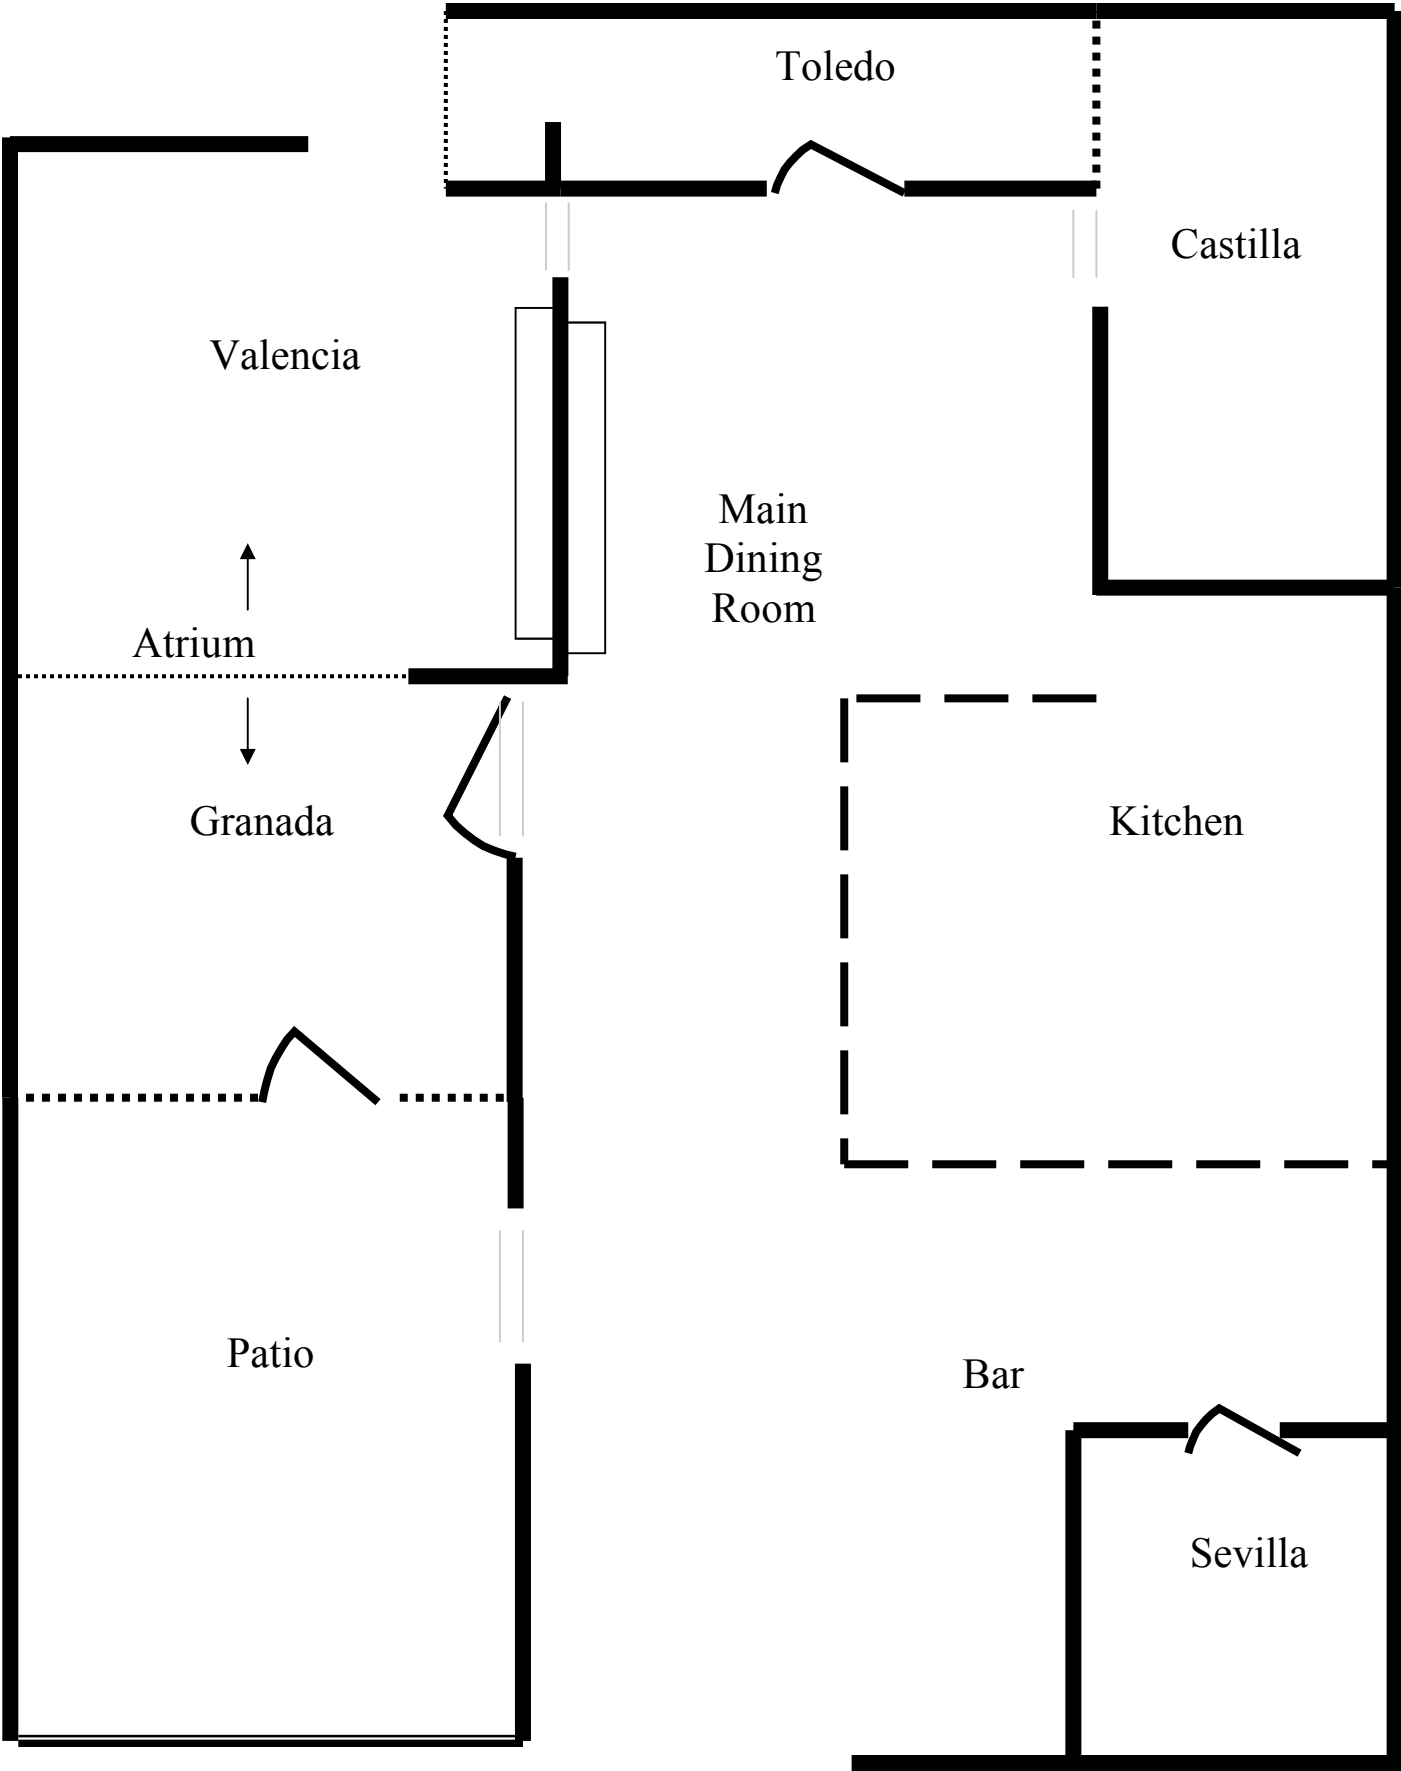 Toledo
Castilla
Valencia
Main
Dining
Room
Atrium
Granada
Kitchen
Patio
Bar
Sevilla